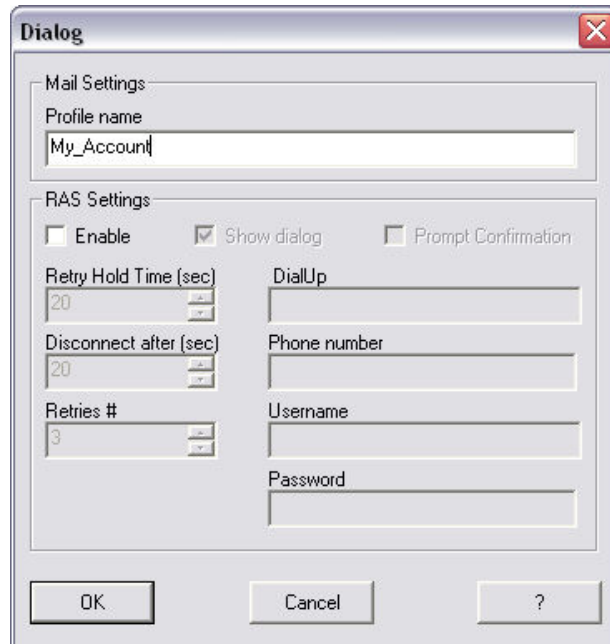 Dialog
Mail Settings
Profile name
My_Account
RAS Settings
Enable Show dialog Prompt Confirmation
Retry Hold Time (sec) DialUp
20
Disconnect after (sec) Phone number
20
Retries # Username
3
Password
OK Cancel ?